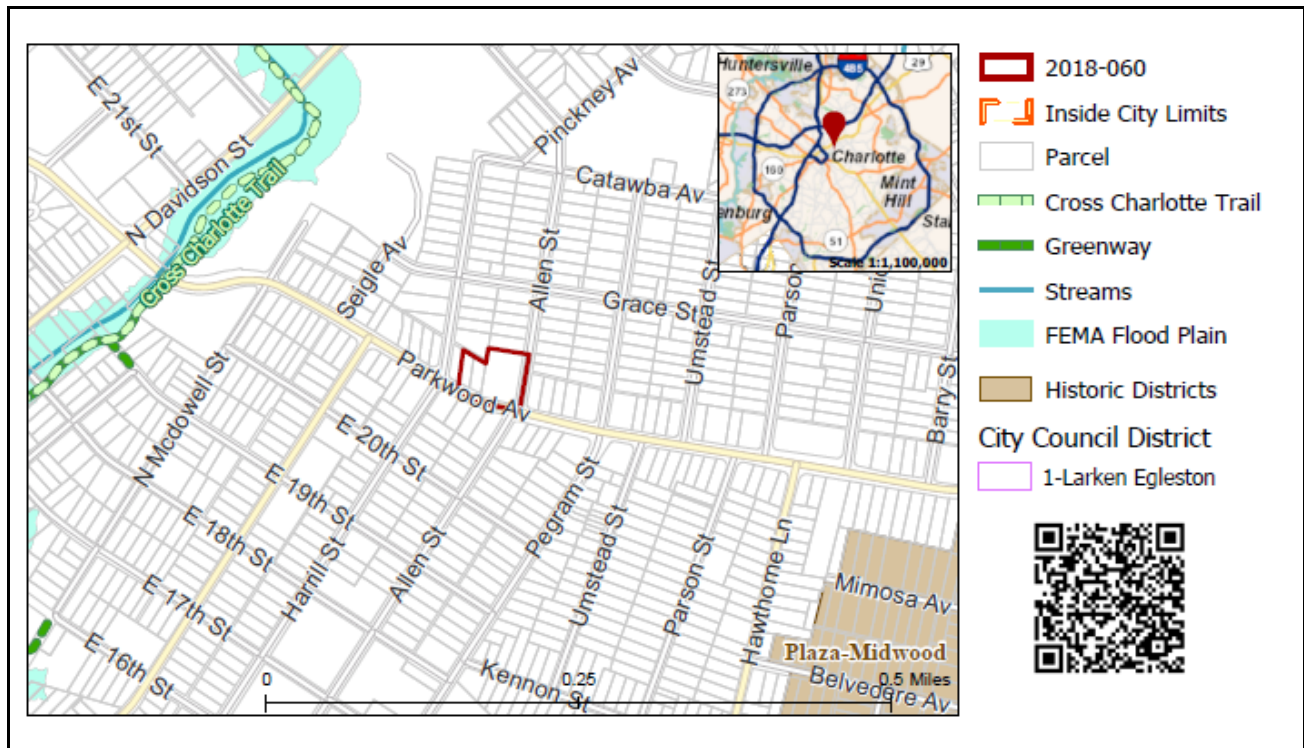 E 21st St
N Davidson St
Cross Charlotte Trail
Pinckney Av
Catawba Av
Seigle Av
Allen St
Grace St
Umstead St
Parson
Unio
Barry St
Parkwood Av
N Mcdowell St
E 20th St
E 19th St
E 18th St
E 17th St
E 16th St
Harrill St
Allen St
Pegram St
Umstead St
Parson St
Hawthorne Ln
Mimosa Av
Plaza-Midwood
Belvedere Av
Kennon St
0
0.25
0.5 Miles
Huntersville
485
29
273
160
Charlotte
Mint
Hill
enburg
Sta
51
Scale 1:1,100,000
2018-060
Inside City Limits
Parcel
Cross Charlotte Trail
Greenway
Streams
FEMA Flood Plain
Historic Districts
City Council District
1-Larken Egleston